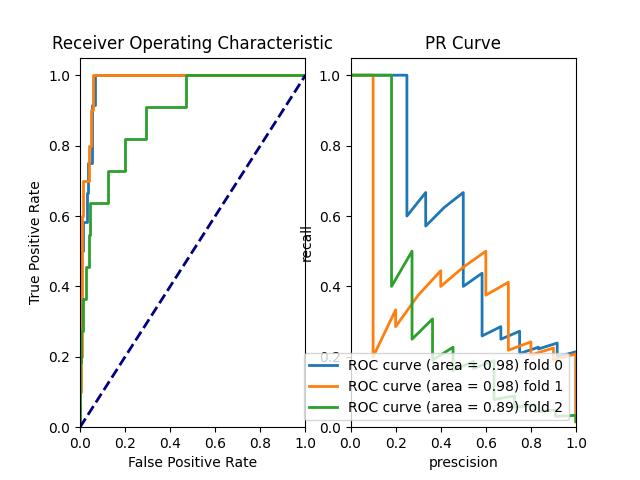 Receiver Operating Characteristic
PR Curve
1.0
0.8
0.6
0.4
0.2
0.0
True Positive Rate
0.0 0.2 0.4 0.6 0.8 1.0
False Positive Rate
1.0
0.8
0.6
0.4
0.2
0.0
recall
ROC curve (area = 0.98) fold 0
ROC curve (area = 0.98) fold 1
ROC curve (area = 0.89) fold 2
0.0 0.2 0.4 0.6 0.8 1.0
prescision